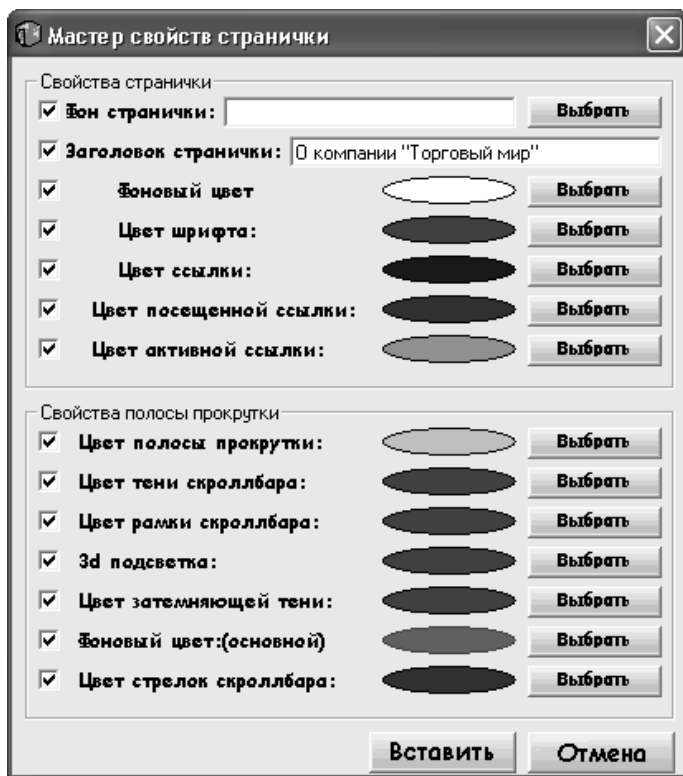 Мастер свойств странички
Свойства странички
Фон странички: Выбрать
Заголовок странички: О компании "Торговый мир"
Фоновый цвет Выбрать
Цвет шрифта: Выбрать
Цвет ссылки: Выбрать
Цвет посещенной ссылки: Выбрать
Цвет активной ссылки: Выбрать
Свойства полосы прокрутки
Цвет полосы прокрутки: Выбрать
Цвет тени скроллбара: Выбрать
Цвет рамки скроллбара: Выбрать
3d подсветка: Выбрать
Цвет затемняющей тени: Выбрать
Фоновый цвет:(основной) Выбрать
Цвет стрелок скроллбара: Выбрать
Вставить Отмена